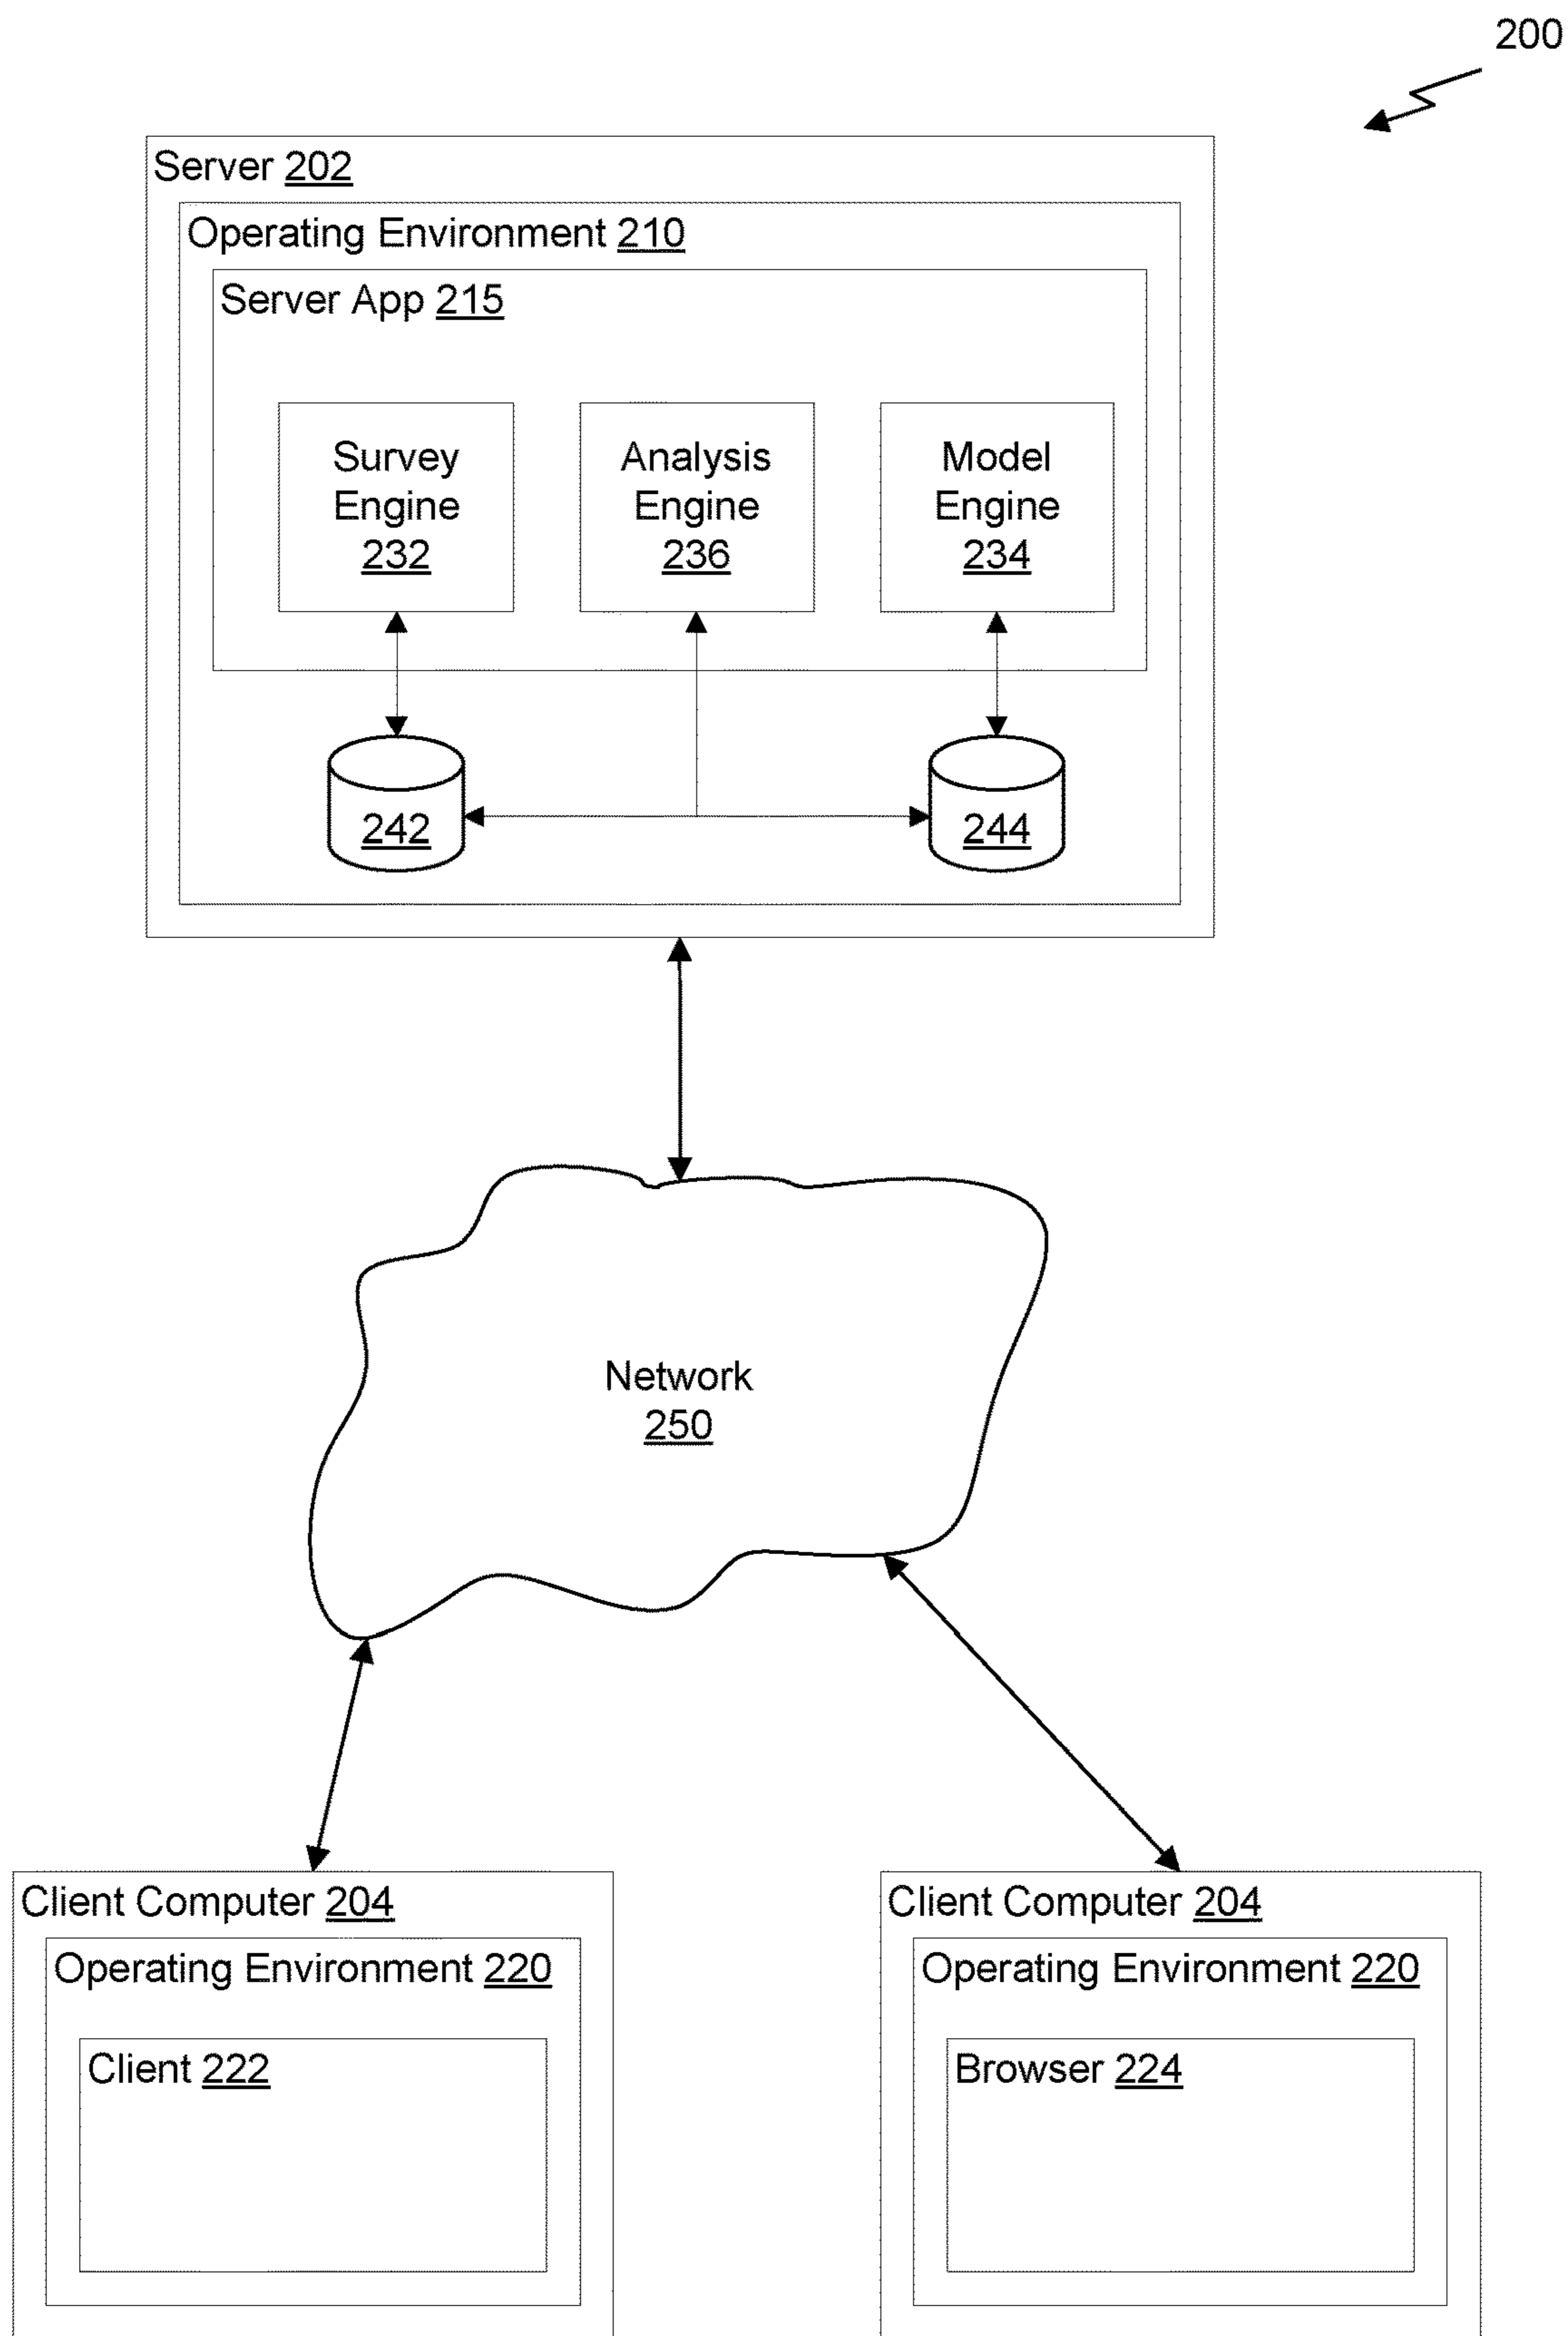 200
Server 202
Operating Environment 210
Server App 215
Survey
Engine
232
Analysis
Engine
236
Model
Engine
234
242
244
Network
250
Client Computer 204
Operating Environment 220
Client 222
Client Computer 204
Operating Environment 220
Browser 224